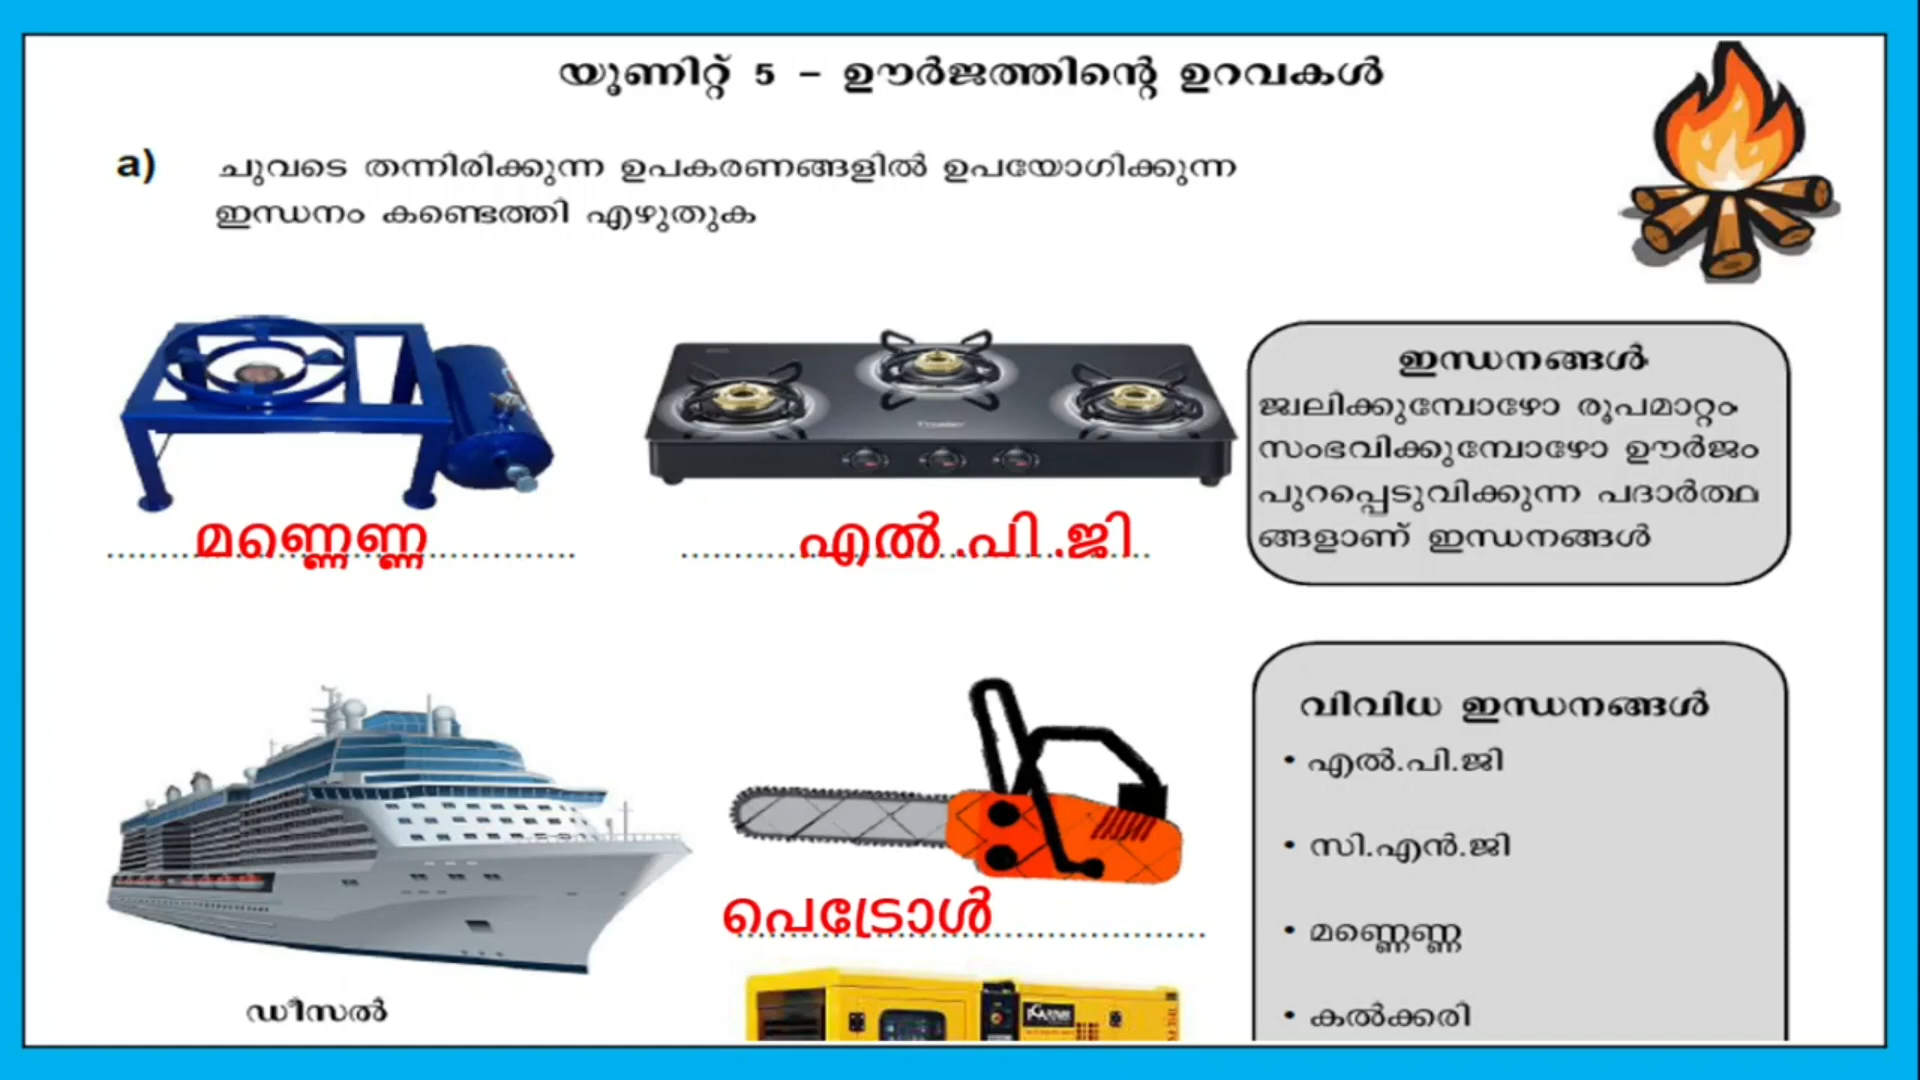 യൂണിറ്റ് 5 – ഊർജത്തിന്റെ ഉറവകൾ
a) ചുവടെ തന്നിരിക്കുന്ന ഉപകരണങ്ങളിൽ ഉപയോഗിക്കുന്ന
ഇന്ധനം കണ്ടെത്തി എഴുതുക
മണ്ണെണ്ണ
എൽ.പി.ജി
ഇന്ധനങ്ങൾ
ജ്വലിക്കുമ്പോഴോ രൂപമാറ്റം
സംഭവിക്കുമ്പോഴോ ഊർജം
പുറപ്പെടുവിക്കുന്ന പദാർത്ഥ
ങ്ങളാണ് ഇന്ധനങ്ങൾ
ഡീസൽ
പെട്രോൾ
വിവിധ ഇന്ധനങ്ങൾ
• എൽ.പി.ജി
• സി.എൻ.ജി
• മണ്ണെണ്ണ
• കൽക്കരി